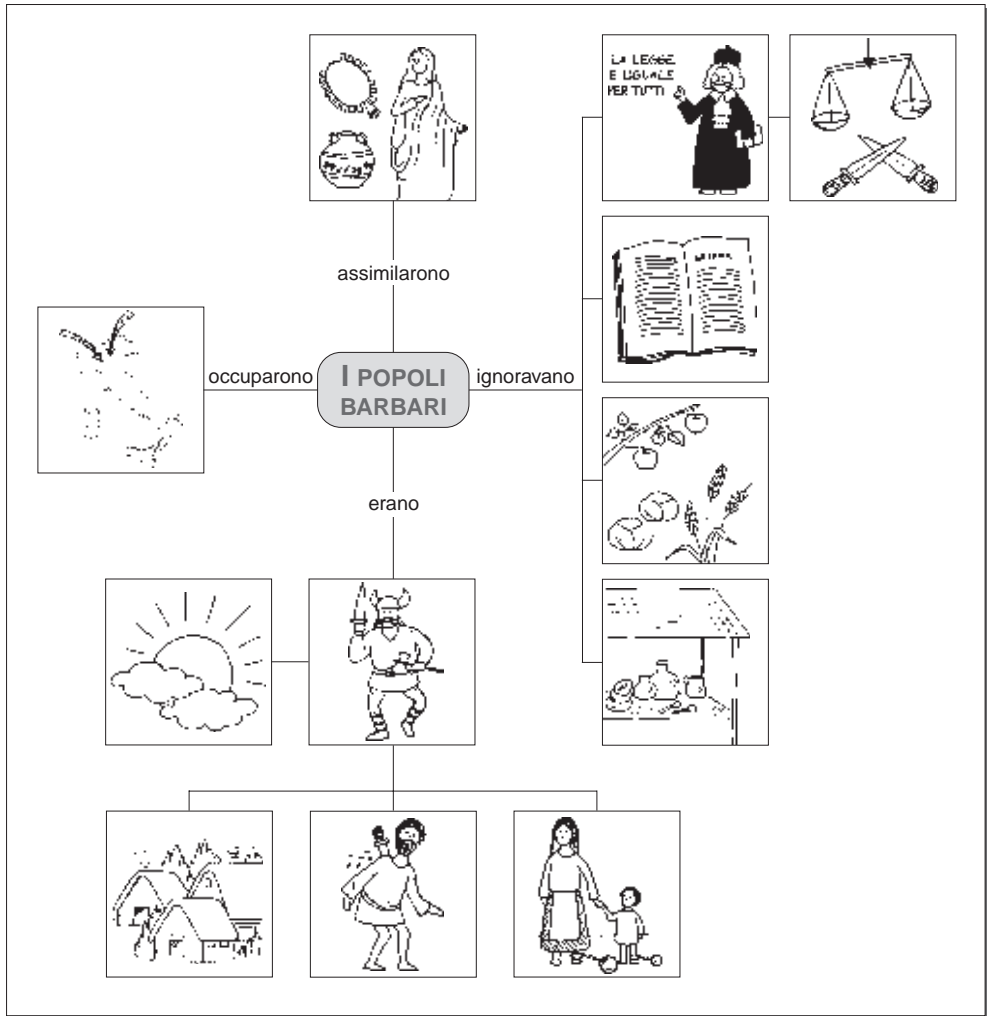 LA LEGGE
E UGUALE
PER TUTTI
assimilarono
occuparono
I POPOLI
BARBARI
ignoravano
erano